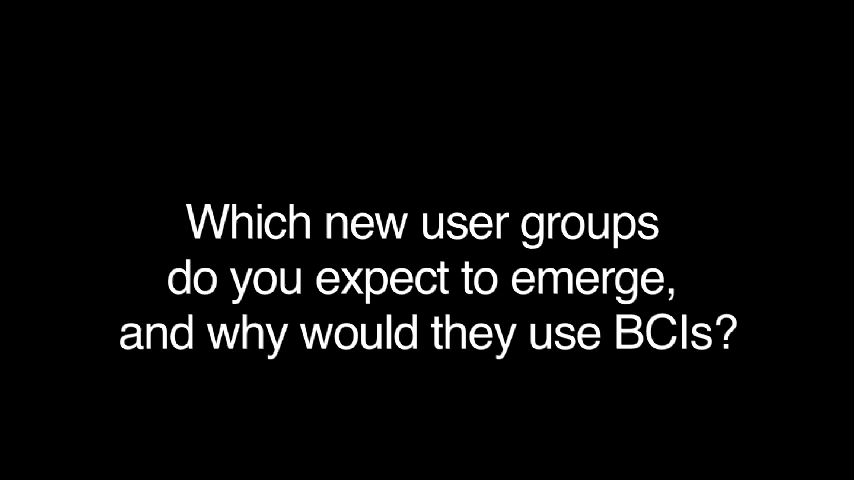 Which new user groups
do you expect to emerge,
and why would they use BCIs?